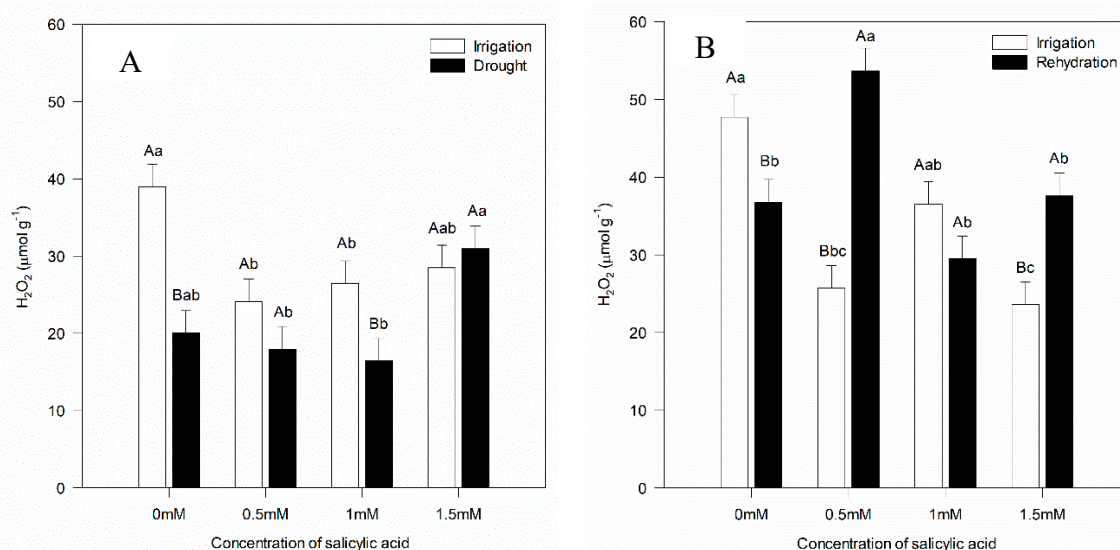 A
Irrigation
Drought
60
50
40
30
20
10
0
H₂O₂ (µmol g⁻¹)
Aa
Bab
Ab
Ab
Ab
Bb
Aab
Aa
0mM 0.5mM 1mM 1.5mM
Concentration of salicylic acid
B
Irrigation
Rehydration
60
50
40
30
20
10
0
H₂O₂ (µmol g⁻¹)
Aa
Bb
Bbc
Aa
Aab
Ab
Bc
Ab
0mM 0.5mM 1mM 1.5mM
Concentration of salicylic acid